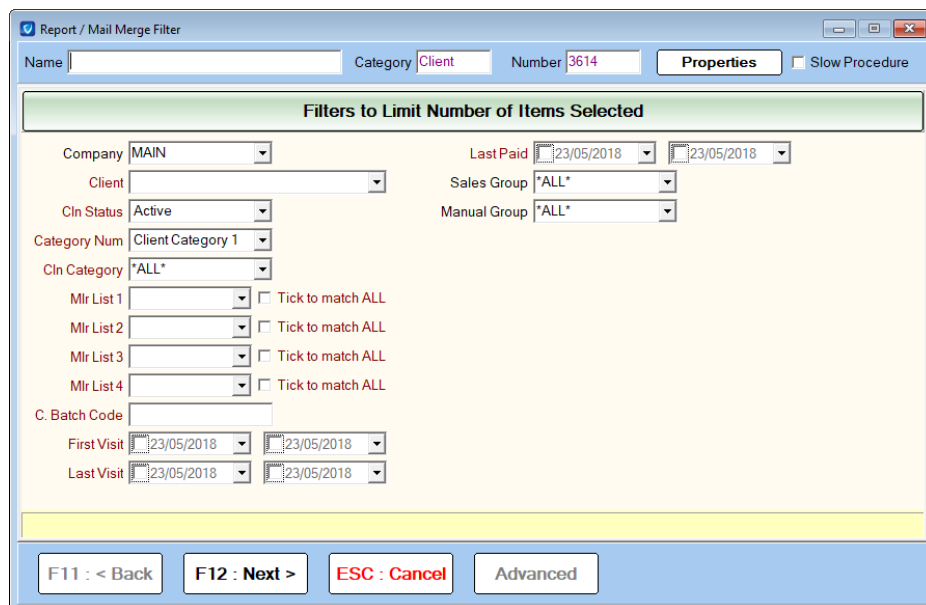 Report / Mail Merge Filter
Name Category Client Number 3614 Properties Slow Procedure
Filters to Limit Number of Items Selected
Company MAIN Last Paid 23/05/2018 23/05/2018
Client Sales Group *ALL*
Cln Status Active Manual Group *ALL*
Category Num Client Category 1
Cln Category *ALL*
Mlr List 1 Tick to match ALL
Mlr List 2 Tick to match ALL
Mlr List 3 Tick to match ALL
Mlr List 4 Tick to match ALL
C. Batch Code
First Visit 23/05/2018 23/05/2018
Last Visit 23/05/2018 23/05/2018
F11 : < Back F12 : Next > ESC : Cancel Advanced